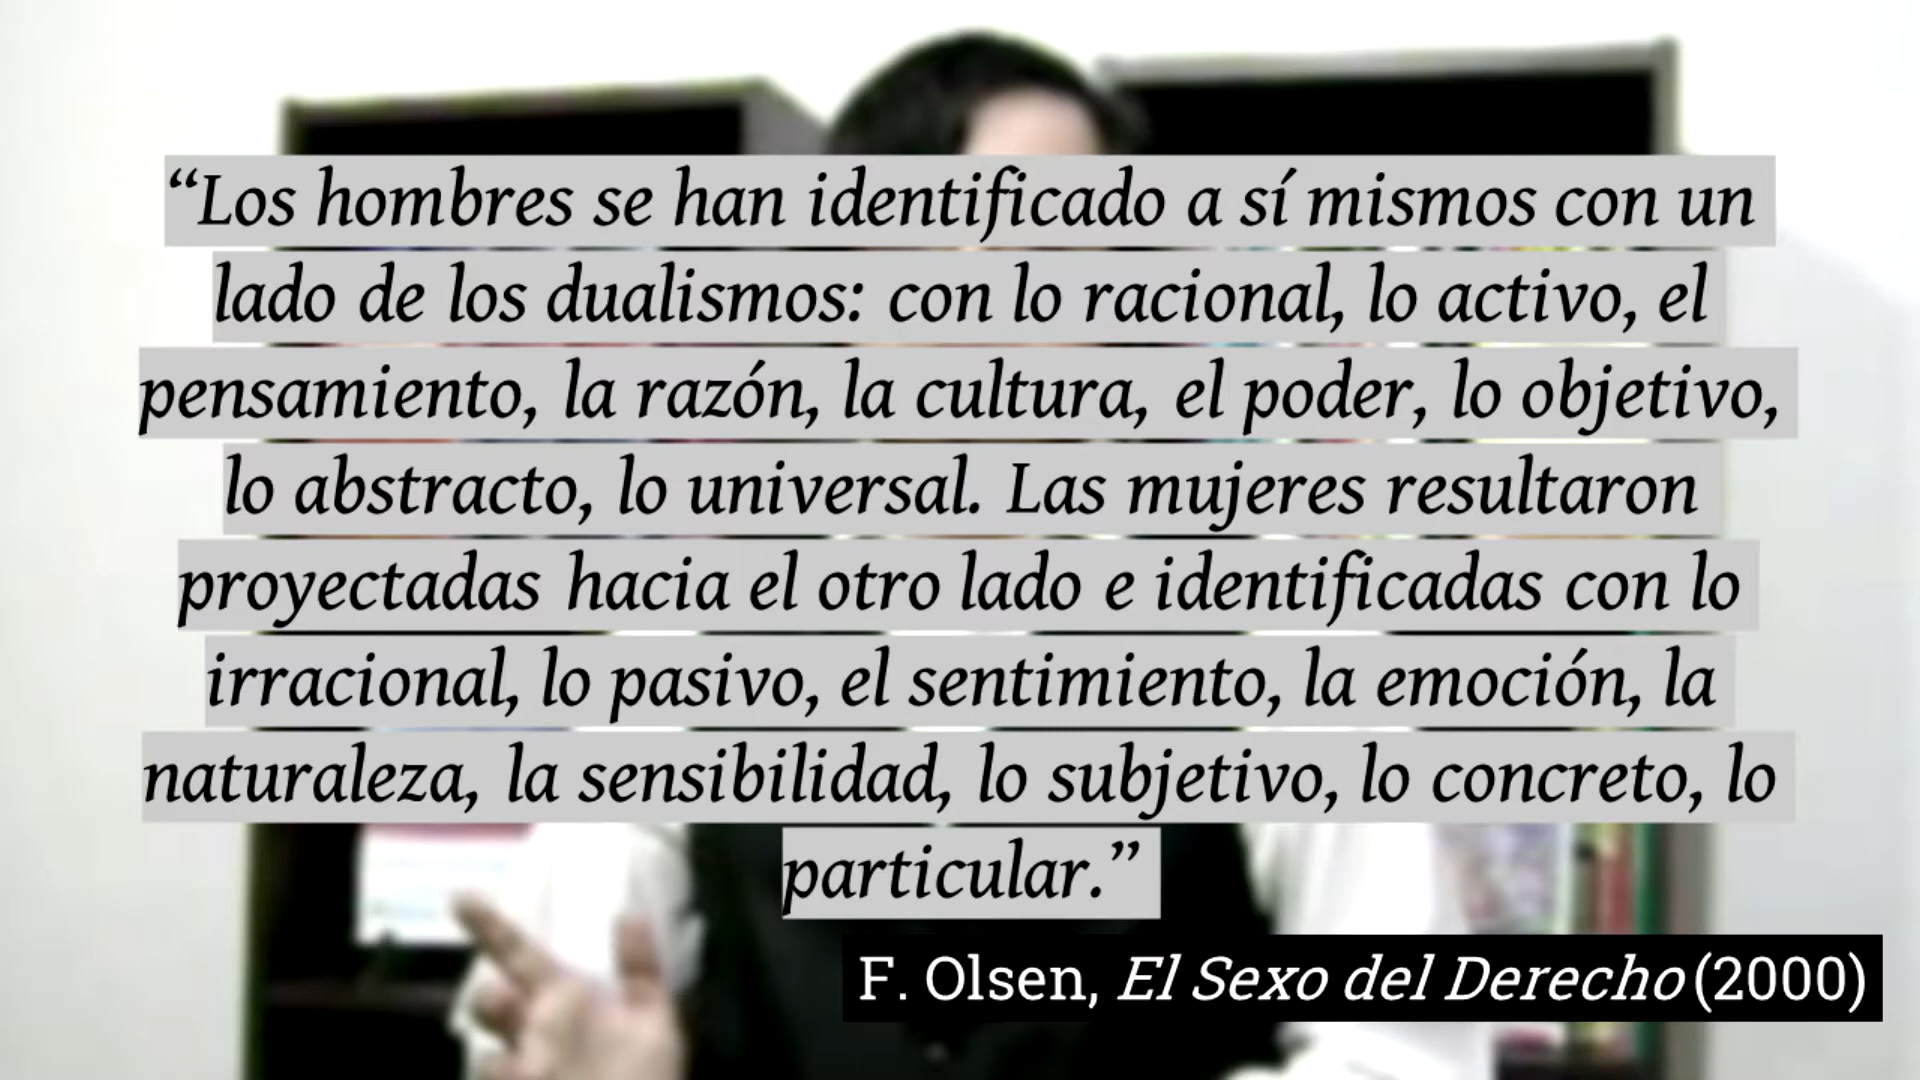 “Los hombres se han identificado a sí mismos con un
lado de los dualismos: con lo racional, lo activo, el
pensamiento, la razón, la cultura, el poder, lo objetivo,
lo abstracto, lo universal. Las mujeres resultaron
proyectadas hacia el otro lado e identificadas con lo
irracional, lo pasivo, el sentimiento, la emoción, la
naturaleza, la sensibilidad, lo subjetivo, lo concreto, lo
particular.”
F. Olsen, El Sexo del Derecho (2000)